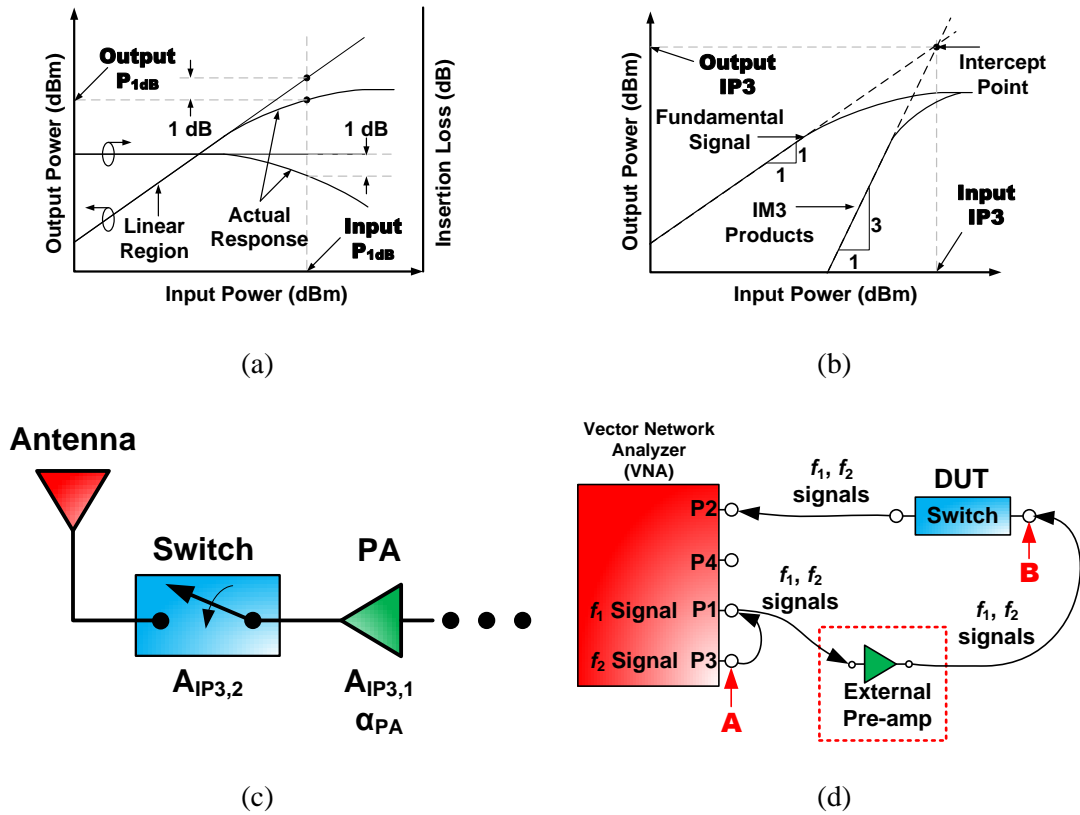 Output
P1dB
1 dB
1 dB
Linear
Region
Actual
Response
Input
P1dB
Output Power (dBm)
Insertion Loss (dB)
Input Power (dBm)
(a)
Output
IP3
Intercept
Point
Fundamental
Signal
1
1
IM3
Products
3
1
Input
IP3
Output Power (dBm)
Input Power (dBm)
(b)
Antenna
Switch
PA
AIP3,2
AIP3,1
αPA
(c)
Vector Network
Analyzer
(VNA)
P2
P4
f1 Signal P1
f2 Signal P3
A
f1, f2
signals
DUT
Switch
B
f1, f2
signals
f1, f2
signals
External
Pre-amp
(d)